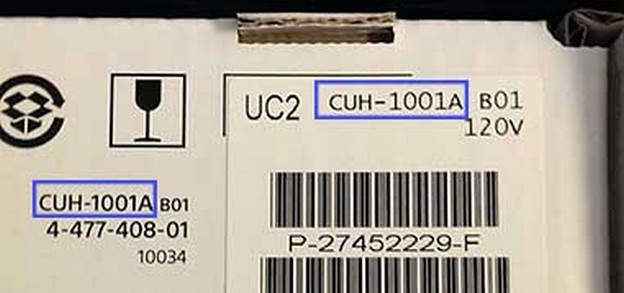 UC2 CUH-1001A B01
120V
CUH-1001A B01
4-477-408-01
10034
P-27452229-F